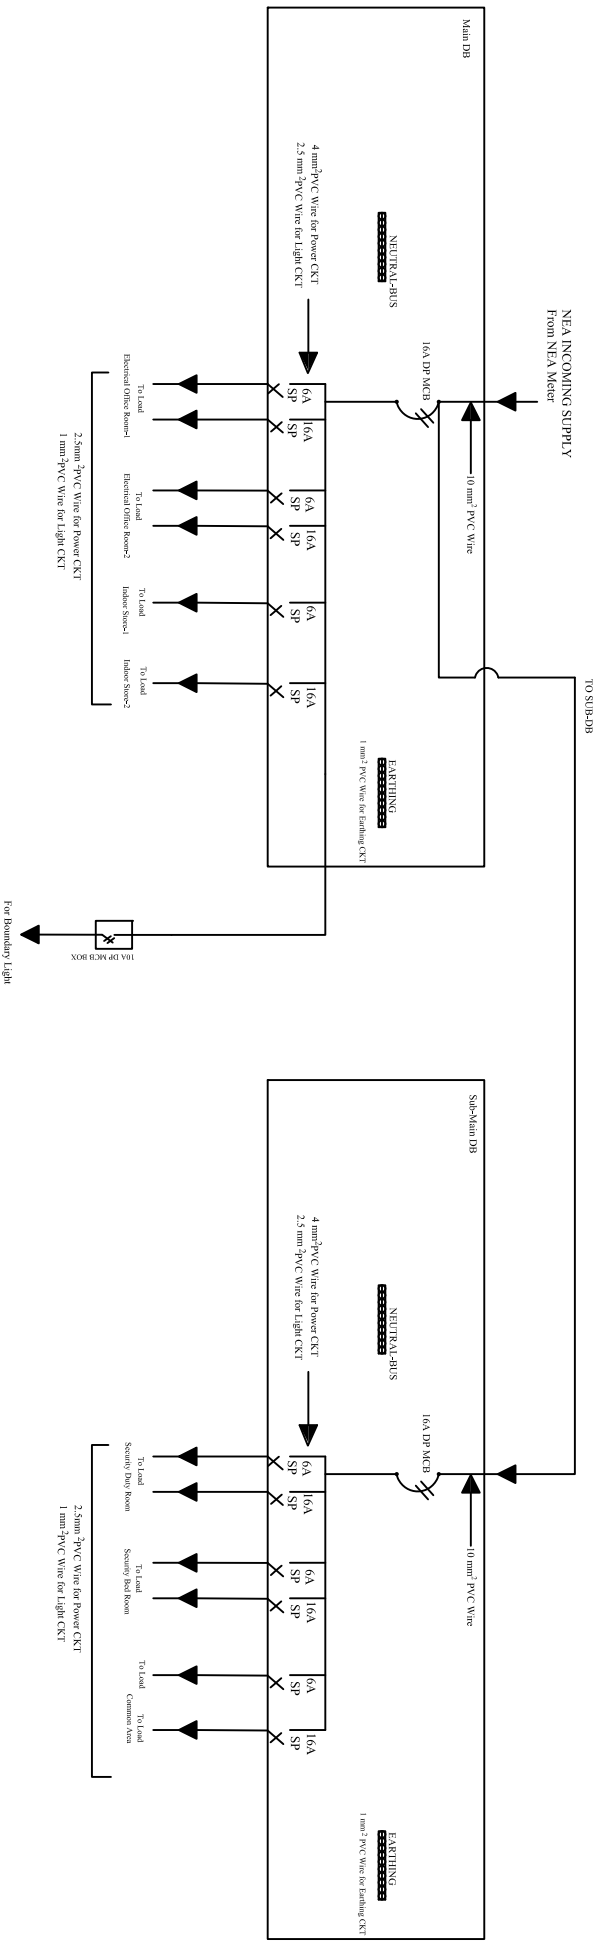 NEA INCOMING SUPPLY
From NEA Meter
TO SUB-DB
Main DB
10 mm² PVC Wire
16A DP MCB
NEUTRAL-BUS
EARTHING
1 mm² PVC Wire for Earthing CKT
4 mm²PVC Wire for Power CKT
2.5 mm²PVC Wire for Light CKT
6A
SP
16A
SP
6A
SP
16A
SP
6A
SP
16A
SP
To Load
Electrical Office Room-1
To Load
Electrical Office Room-2
To Load
Indoor Store-1
To Load
Indoor Store-2
2.5mm²PVC Wire for Power CKT
1 mm²PVC Wire for Light CKT
10A DP MCB BOX
For Boundary Light
Sub-Main DB
10 mm² PVC Wire
16A DP MCB
NEUTRAL-BUS
EARTHING
1 mm² PVC Wire for Earthing CKT
4 mm²PVC Wire for Power CKT
2.5 mm²PVC Wire for Light CKT
6A
SP
16A
SP
6A
SP
16A
SP
6A
SP
16A
SP
To Load
Security Duty Room
To Load
Security Bed Room
To Load
To Load
Common Area
2.5mm²PVC Wire for Power CKT
1 mm²PVC Wire for Light CKT